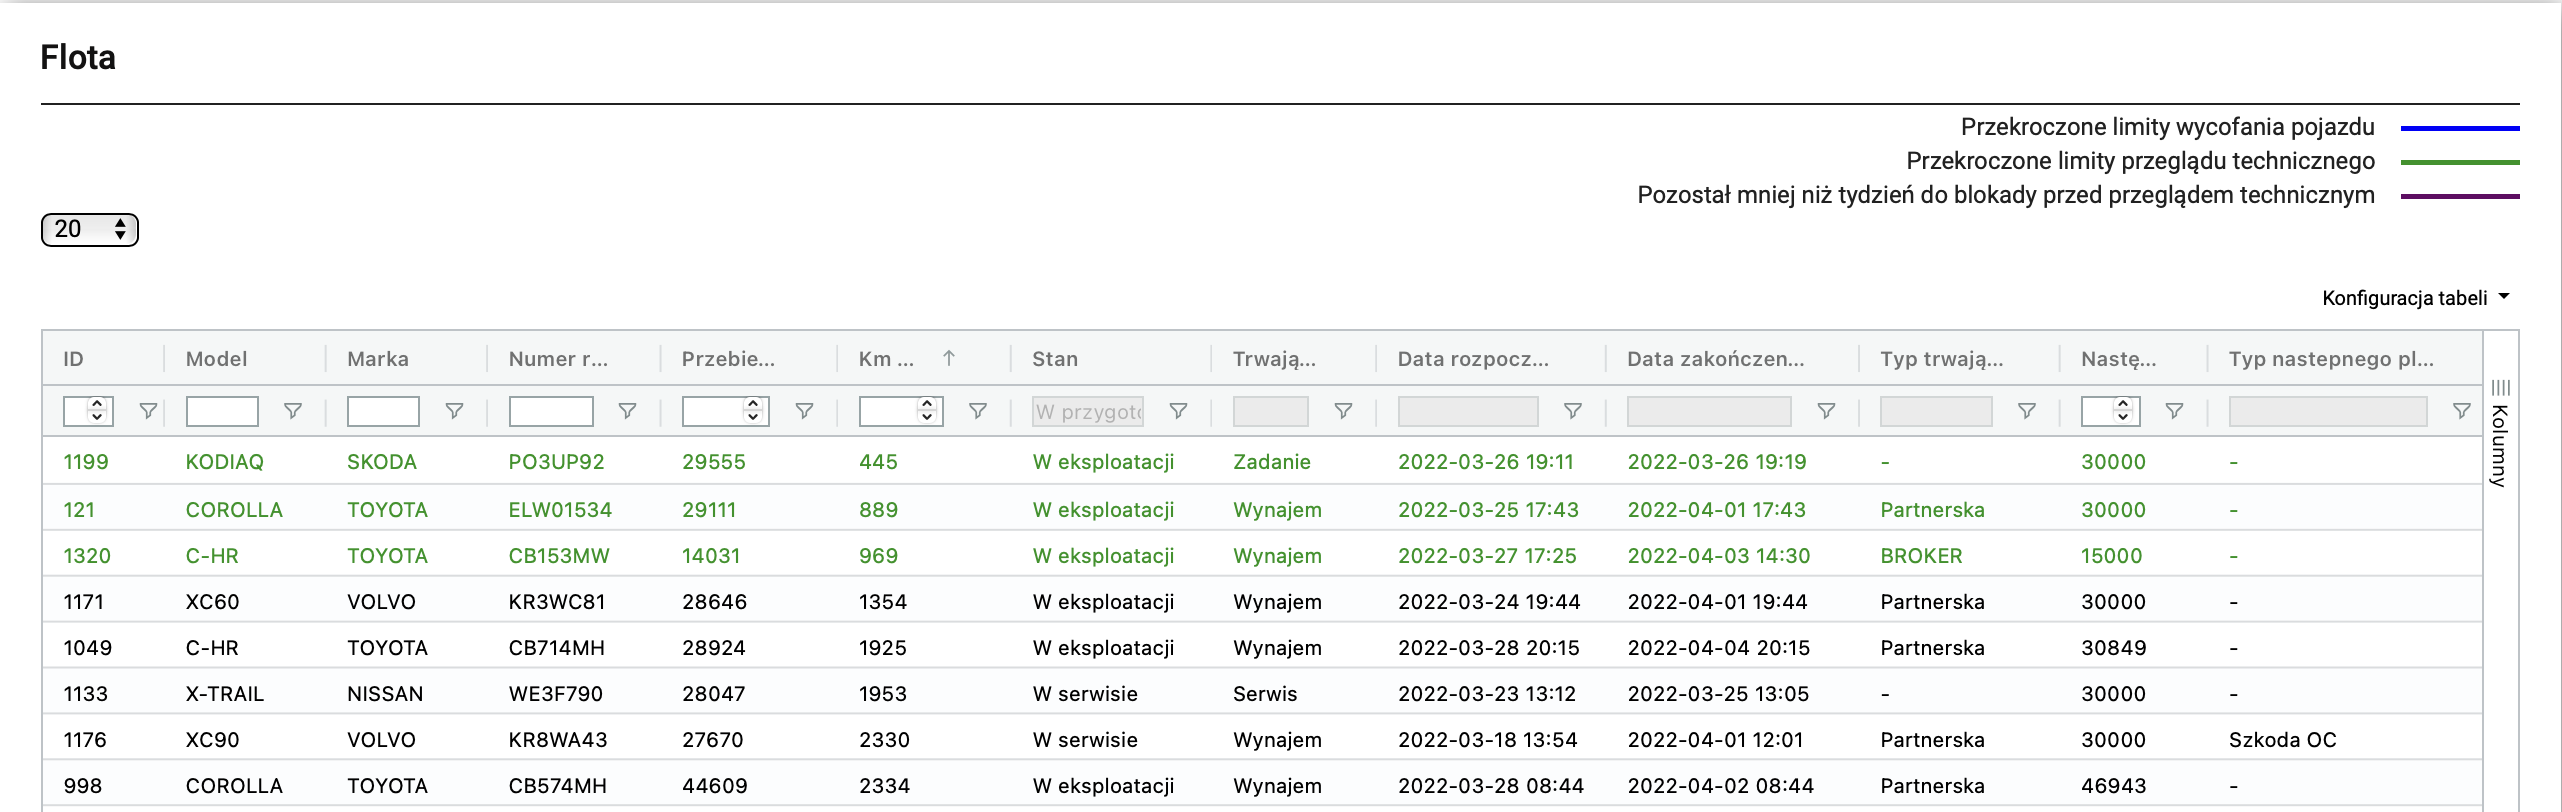 Flota
Przekroczone limity wycofania pojazdu
Przekroczone limity przeglądu technicznego
Pozostał mniej niż tydzień do blokady przed przeglądem technicznym
20
Konfiguracja tabeli
ID Model Marka Numer r... Przebie... Km ... Stan Trwają... Data rozpocz... Data zakończen... Typ trwają... Nastę... Typ nastepnego pl...
W przygoto
Kolumny
1199 KODIAQ SKODA PO3UP92 29555 445 W eksploatacji Zadanie 2022-03-26 19:11 2022-03-26 19:19 - 30000 -
121 COROLLA TOYOTA ELW01534 29111 889 W eksploatacji Wynajem 2022-03-25 17:43 2022-04-01 17:43 Partnerska 30000 -
1320 C-HR TOYOTA CB153MW 14031 969 W eksploatacji Wynajem 2022-03-27 17:25 2022-04-03 14:30 BROKER 15000 -
1171 XC60 VOLVO KR3WC81 28646 1354 W eksploatacji Wynajem 2022-03-24 19:44 2022-04-01 19:44 Partnerska 30000 -
1049 C-HR TOYOTA CB714MH 28924 1925 W eksploatacji Wynajem 2022-03-28 20:15 2022-04-04 20:15 Partnerska 30849 -
1133 X-TRAIL NISSAN WE3F790 28047 1953 W serwisie Serwis 2022-03-23 13:12 2022-03-25 13:05 - 30000 -
1176 XC90 VOLVO KR8WA43 27670 2330 W serwisie Wynajem 2022-03-18 13:54 2022-04-01 12:01 Partnerska 30000 Szkoda OC
998 COROLLA TOYOTA CB574MH 44609 2334 W eksploatacji Wynajem 2022-03-28 08:44 2022-04-02 08:44 Partnerska 46943 -